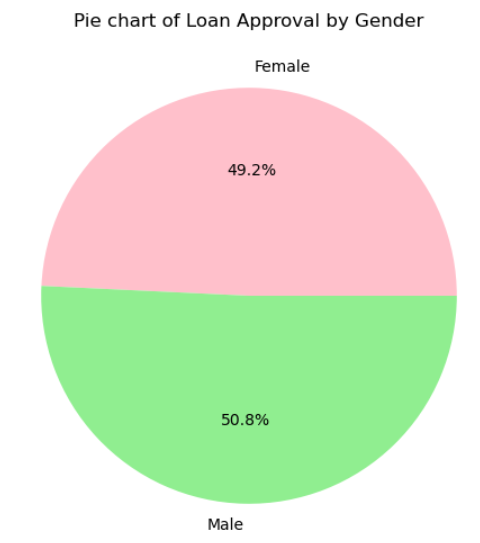 Pie chart of Loan Approval by Gender
Female
49.2%
50.8%
Male